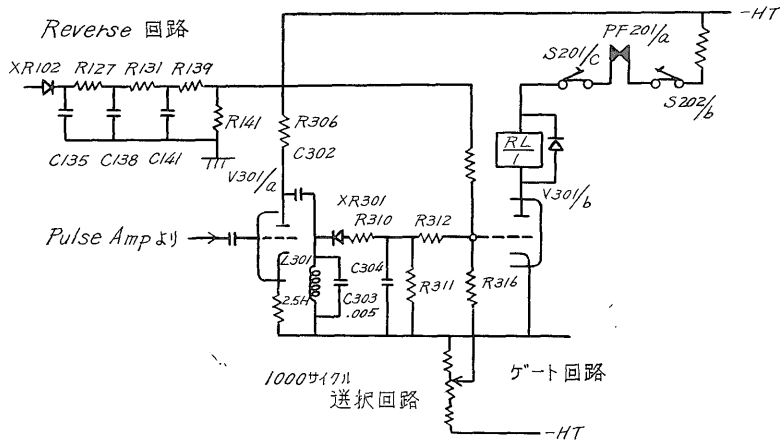 -HT
Reverse 回路
PF201/a
S201/c
S202/b
XR102
R127
R131
R139
R141
R306
C135
C138
C141
C302
RL/1
V301/a
V301/b
XR301
R310
R312
Pulse Ampより
L301
2.5H
C304
C303
.005
R311
R316
1000サイクル
選択回路
ゲート回路
-HT